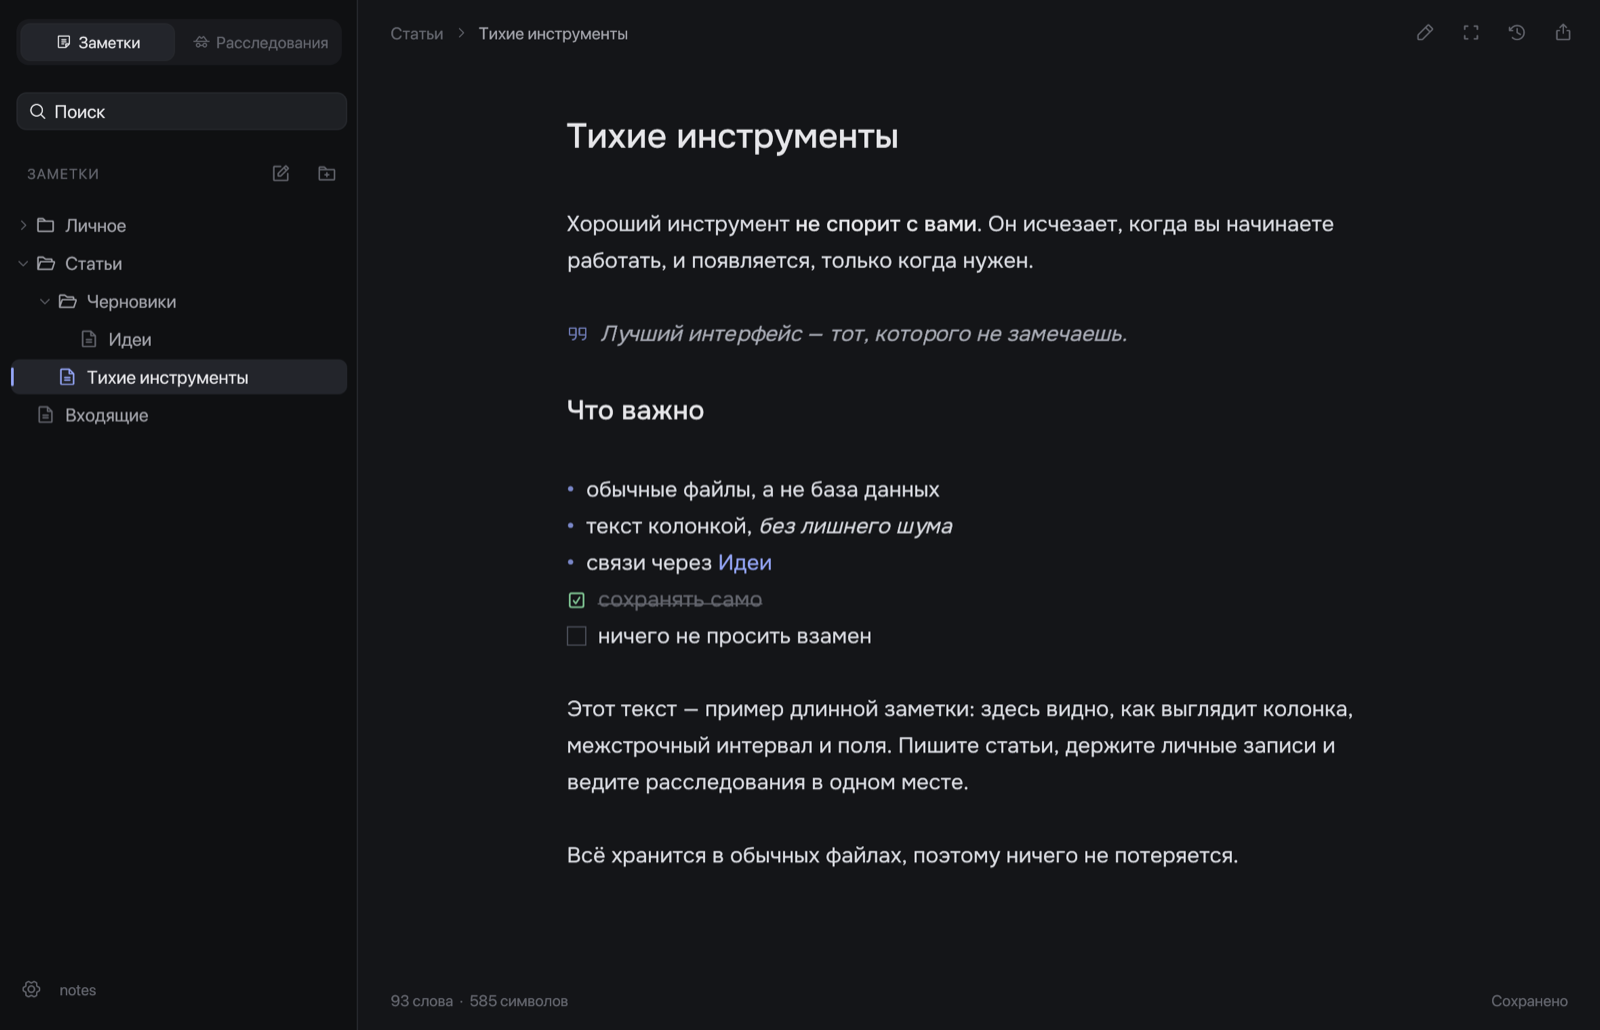 Заметки
Расследования
Поиск
ЗАМЕТКИ
Личное
Статьи
Черновики
Идеи
Тихие инструменты
Входящие
notes
Статьи > Тихие инструменты
Тихие инструменты
Хороший инструмент не спорит с вами. Он исчезает, когда вы начинаете
работать, и появляется, только когда нужен.
Лучший интерфейс — тот, которого не замечаешь.
Что важно
• обычные файлы, а не база данных
• текст колонкой, без лишнего шума
• связи через Идеи
сохранять само
ничего не просить взамен
Этот текст — пример длинной заметки: здесь видно, как выглядит колонка,
межстрочный интервал и поля. Пишите статьи, держите личные записи и
ведите расследования в одном месте.
Всё хранится в обычных файлах, поэтому ничего не потеряется.
93 слова · 585 символов
Сохранено